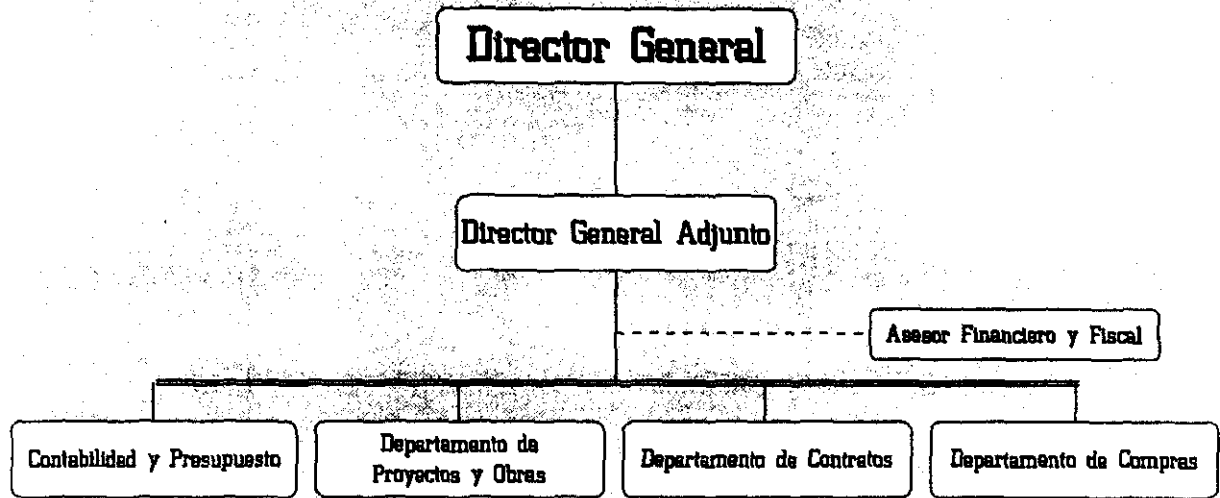 Director General
Director General Adjunto
Asesor Financiero y Fiscal
Contabilidad y Presupuesto
Departamento de
Proyectos y Obras
Departamento de Contratos
Departamento de Compras